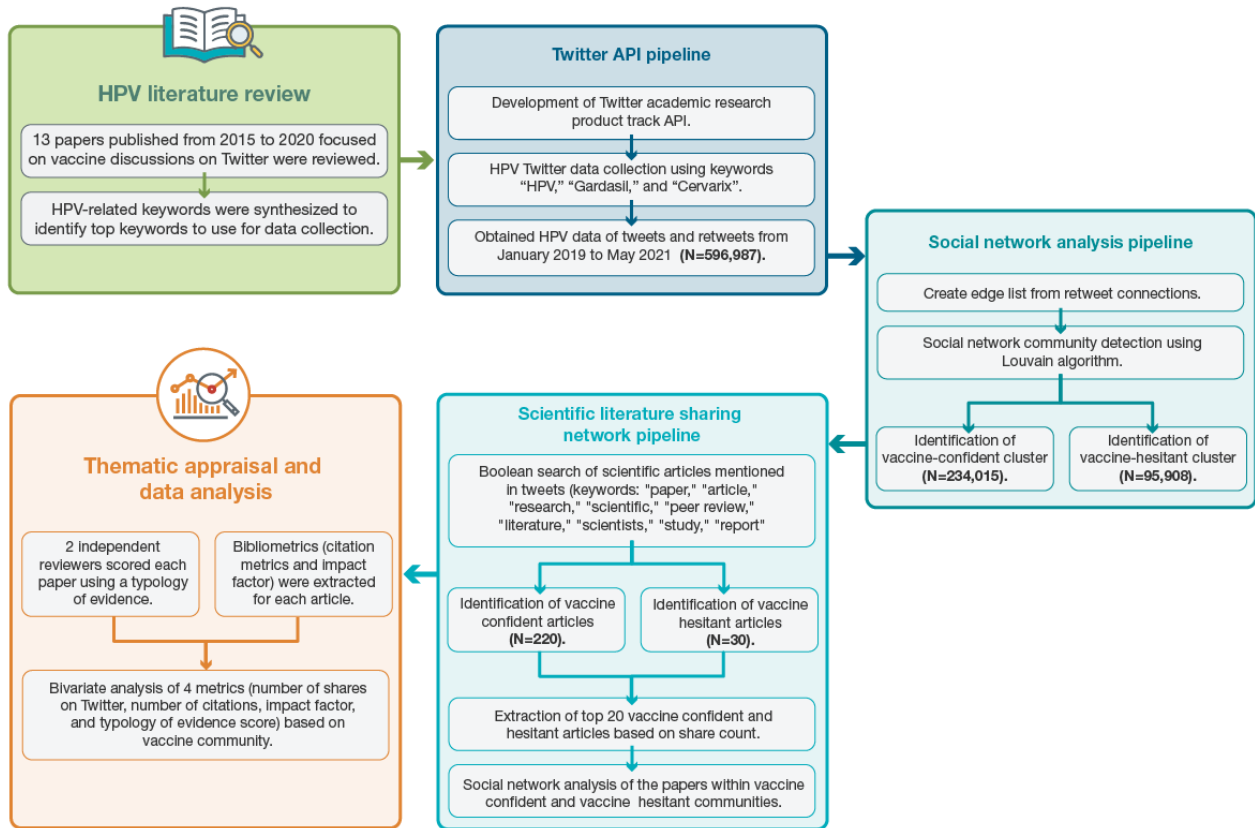 HPV literature review
13 papers published from 2015 to 2020 focused
on vaccine discussions on Twitter were reviewed.
HPV-related keywords were synthesized to
identify top keywords to use for data collection.
Twitter API pipeline
Development of Twitter academic research
product track API.
HPV Twitter data collection using keywords
“HPV,” “Gardasil,” and “Cervarix”.
Obtained HPV data of tweets and retweets from
January 2019 to May 2021 (N=596,987).
Social network analysis pipeline
Create edge list from retweet connections.
Social network community detection using
Louvain algorithm.
Identification of
vaccine-confident cluster
(N=234,015).
Identification of
vaccine-hesitant cluster
(N=95,908).
Scientific literature sharing
network pipeline
Boolean search of scientific articles mentioned
in tweets (keywords: "paper," "article,"
"research," "scientific," "peer review,"
"literature," "scientists," "study," "report"
Identification of vaccine
confident articles
(N=220).
Identification of vaccine
hesitant articles
(N=30).
Extraction of top 20 vaccine confident and
hesitant articles based on share count.
Social network analysis of the papers within vaccine
confident and vaccine hesitant communities.
Thematic appraisal and
data analysis
2 independent
reviewers scored each
paper using a typology
of evidence.
Bibliometrics (citation
metrics and impact
factor) were extracted
for each article.
Bivariate analysis of 4 metrics (number of shares
on Twitter, number of citations, impact factor,
and typology of evidence score) based on
vaccine community.